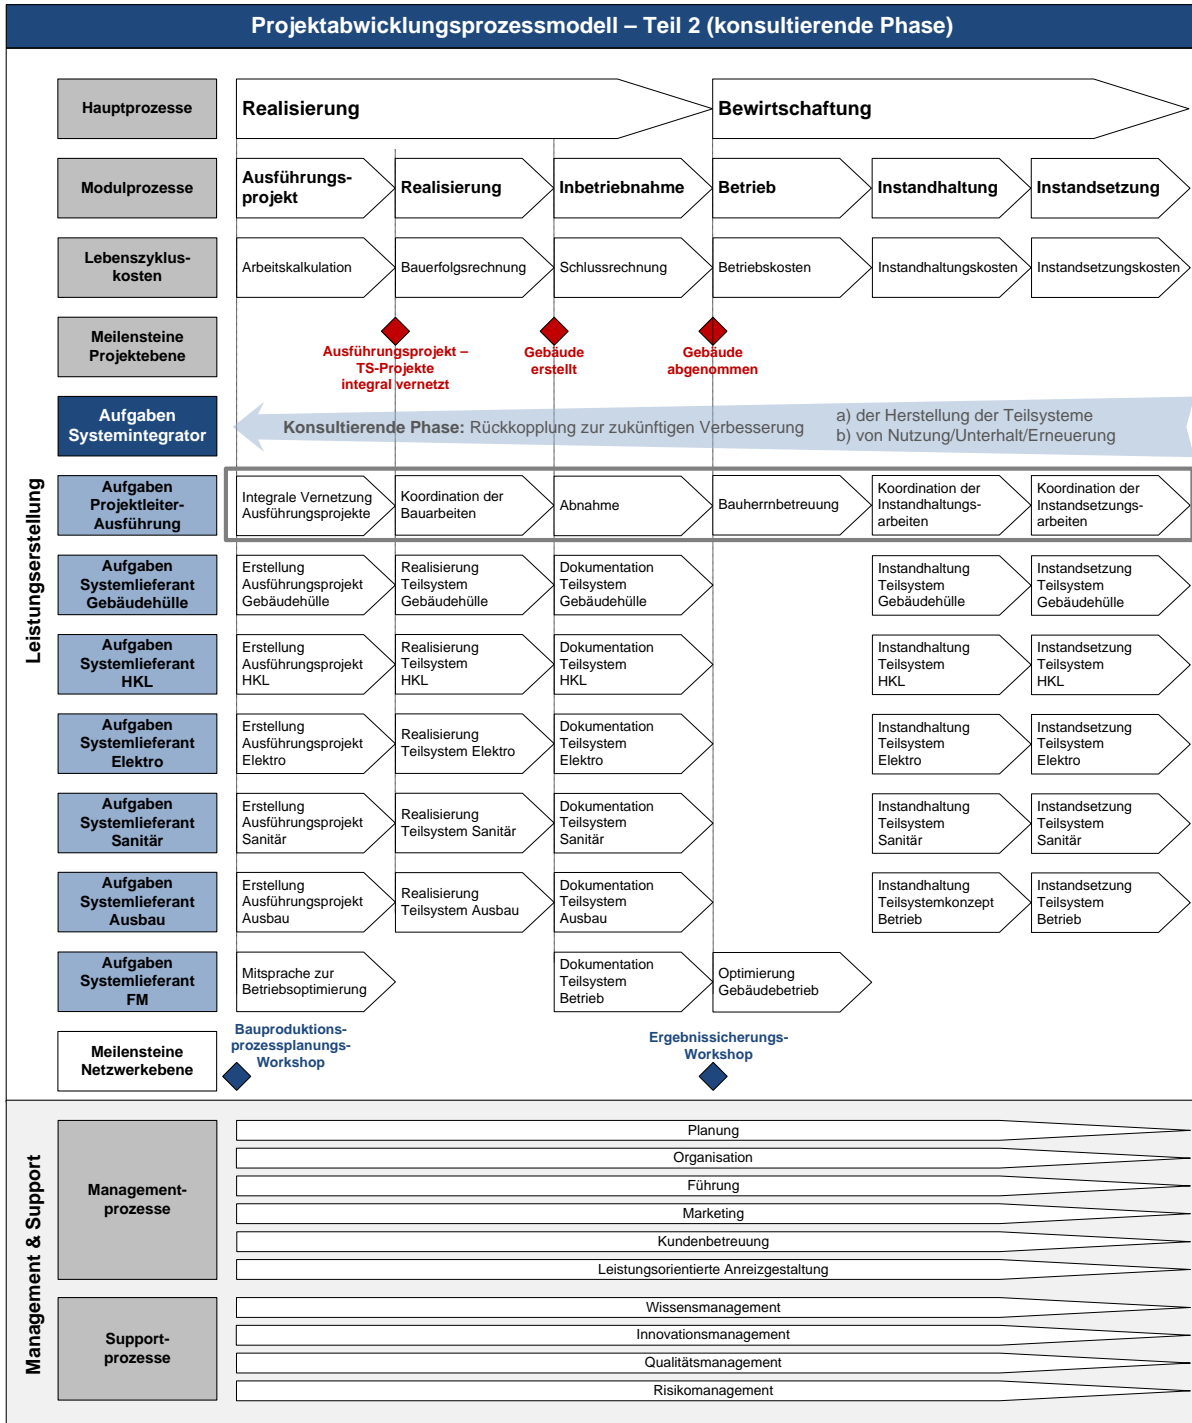 Projektabwicklungsprozessmodell – Teil 2 (konsultierende Phase)
Leistungserstellung
Hauptprozesse
Realisierung
Bewirtschaftung
Modulprozesse
Ausführungs-
projekt
Realisierung
Inbetriebnahme
Betrieb
Instandhaltung
Instandsetzung
Lebenszyklus-
kosten
Arbeitskalkulation
Bauerfolgsrechnung
Schlussrechnung
Betriebskosten
Instandhaltungskosten
Instandsetzungskosten
Meilensteine
Projektebene
Ausführungsprojekt –
TS-Projekte
integral vernetzt
Gebäude
erstellt
Gebäude
abgenommen
Aufgaben
Systemintegrator
Konsultierende Phase: Rückkopplung zur zukünftigen Verbesserung
a) der Herstellung der Teilsysteme
b) von Nutzung/Unterhalt/Erneuerung
Aufgaben
Projektleiter-
Ausführung
Integrale Vernetzung
Ausführungsprojekte
Koordination der
Bauarbeiten
Abnahme
Bauherrnbetreuung
Koordination der
Instandhaltungs-
arbeiten
Koordination der
Instandsetzungs-
arbeiten
Aufgaben
Systemlieferant
Gebäudehülle
Erstellung
Ausführungsprojekt
Gebäudehülle
Realisierung
Teilsystem
Gebäudehülle
Dokumentation
Teilsystem
Gebäudehülle
Instandhaltung
Teilsystem
Gebäudehülle
Instandsetzung
Teilsystem
Gebäudehülle
Aufgaben
Systemlieferant
HKL
Erstellung
Ausführungsprojekt
HKL
Realisierung
Teilsystem
HKL
Dokumentation
Teilsystem
HKL
Instandhaltung
Teilsystem
HKL
Instandsetzung
Teilsystem
HKL
Aufgaben
Systemlieferant
Elektro
Erstellung
Ausführungsprojekt
Elektro
Realisierung
Teilsystem Elektro
Dokumentation
Teilsystem
Elektro
Instandhaltung
Teilsystem
Elektro
Instandsetzung
Teilsystem
Elektro
Aufgaben
Systemlieferant
Sanitär
Erstellung
Ausführungsprojekt
Sanitär
Realisierung
Teilsystem Sanitär
Dokumentation
Teilsystem
Sanitär
Instandhaltung
Teilsystem
Sanitär
Instandsetzung
Teilsystem
Sanitär
Aufgaben
Systemlieferant
Ausbau
Erstellung
Ausführungsprojekt
Ausbau
Realisierung
Teilsystem Ausbau
Dokumentation
Teilsystem
Ausbau
Instandhaltung
Teilsystemkonzept
Betrieb
Instandsetzung
Teilsystem
Betrieb
Aufgaben
Systemlieferant
FM
Mitsprache zur
Betriebsoptimierung
Dokumentation
Teilsystem
Betrieb
Optimierung
Gebäudebetrieb
Meilensteine
Netzwerkebene
Bauproduktions-
prozessplanungs-
Workshop
Ergebnissicherungs-
Workshop
Management & Support
Management-
prozesse
Planung
Organisation
Führung
Marketing
Kundenbetreuung
Leistungsorientierte Anreizgestaltung
Support-
prozesse
Wissensmanagement
Innovationsmanagement
Qualitätsmanagement
Risikomanagement